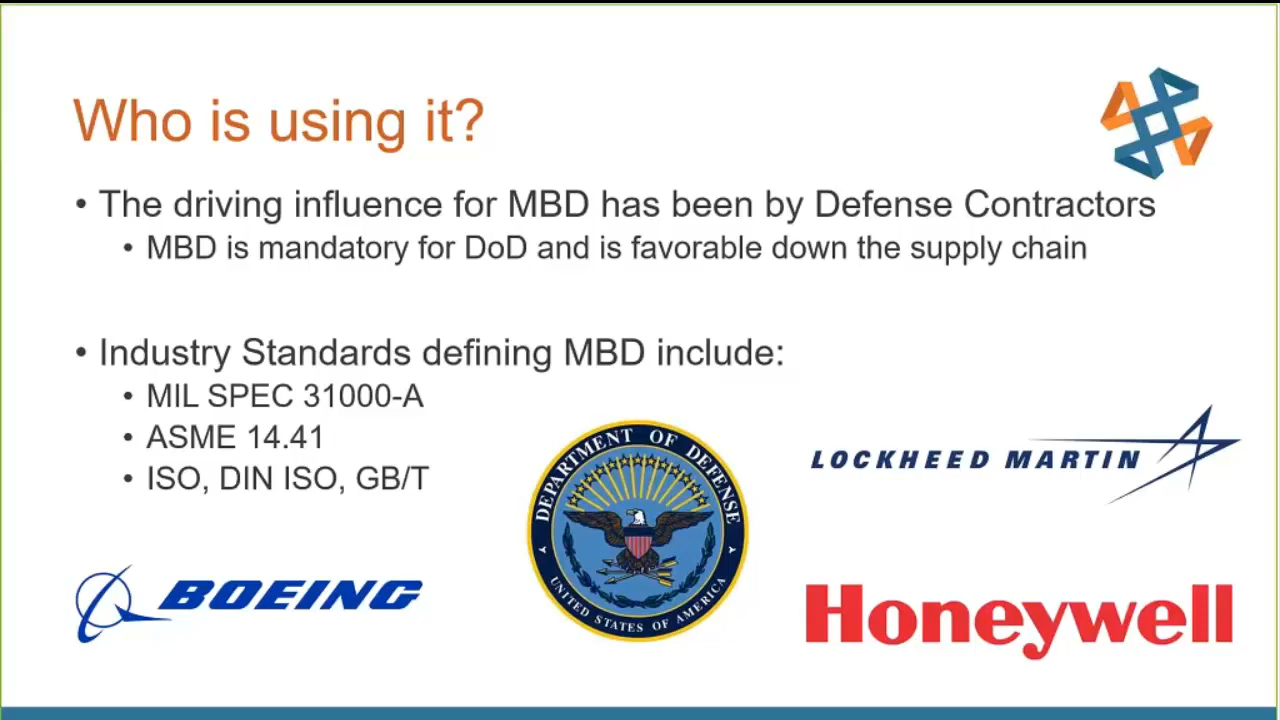 Who is using it?
• The driving influence for MBD has been by Defense Contractors
• MBD is mandatory for DoD and is favorable down the supply chain
• Industry Standards defining MBD include:
• MIL SPEC 31000-A
• ASME 14.41
• ISO, DIN ISO, GB/T
DEPARTMENT OF DEFENSE
UNITED STATES OF AMERICA
LOCKHEED MARTIN
BOEING
Honeywell